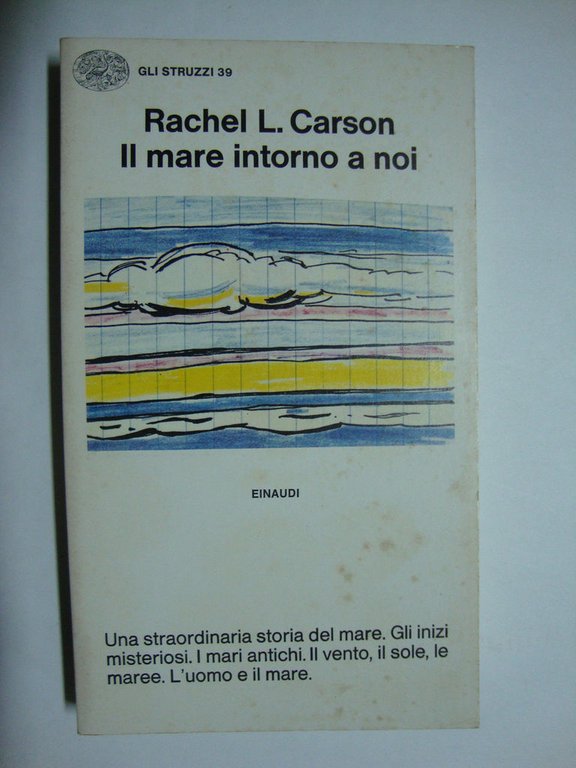 GLI STRUZZI 39
Rachel L. Carson
Il mare intorno a noi
EINAUDI
Una straordinaria storia del mare. Gli inizi
misteriosi. I mari antichi. Il vento, il sole, le
maree. L'uomo e il mare.